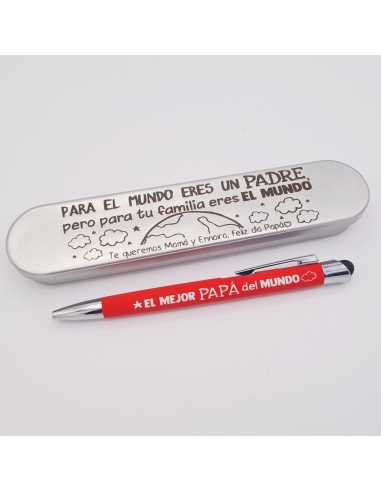 PARA EL MUNDO ERES UN PADRE,
pero para tu familia eres EL MUNDO
Te queremos Mamá y Ennara, Feliz día Papá
EL MEJOR PAPÁ del MUNDO